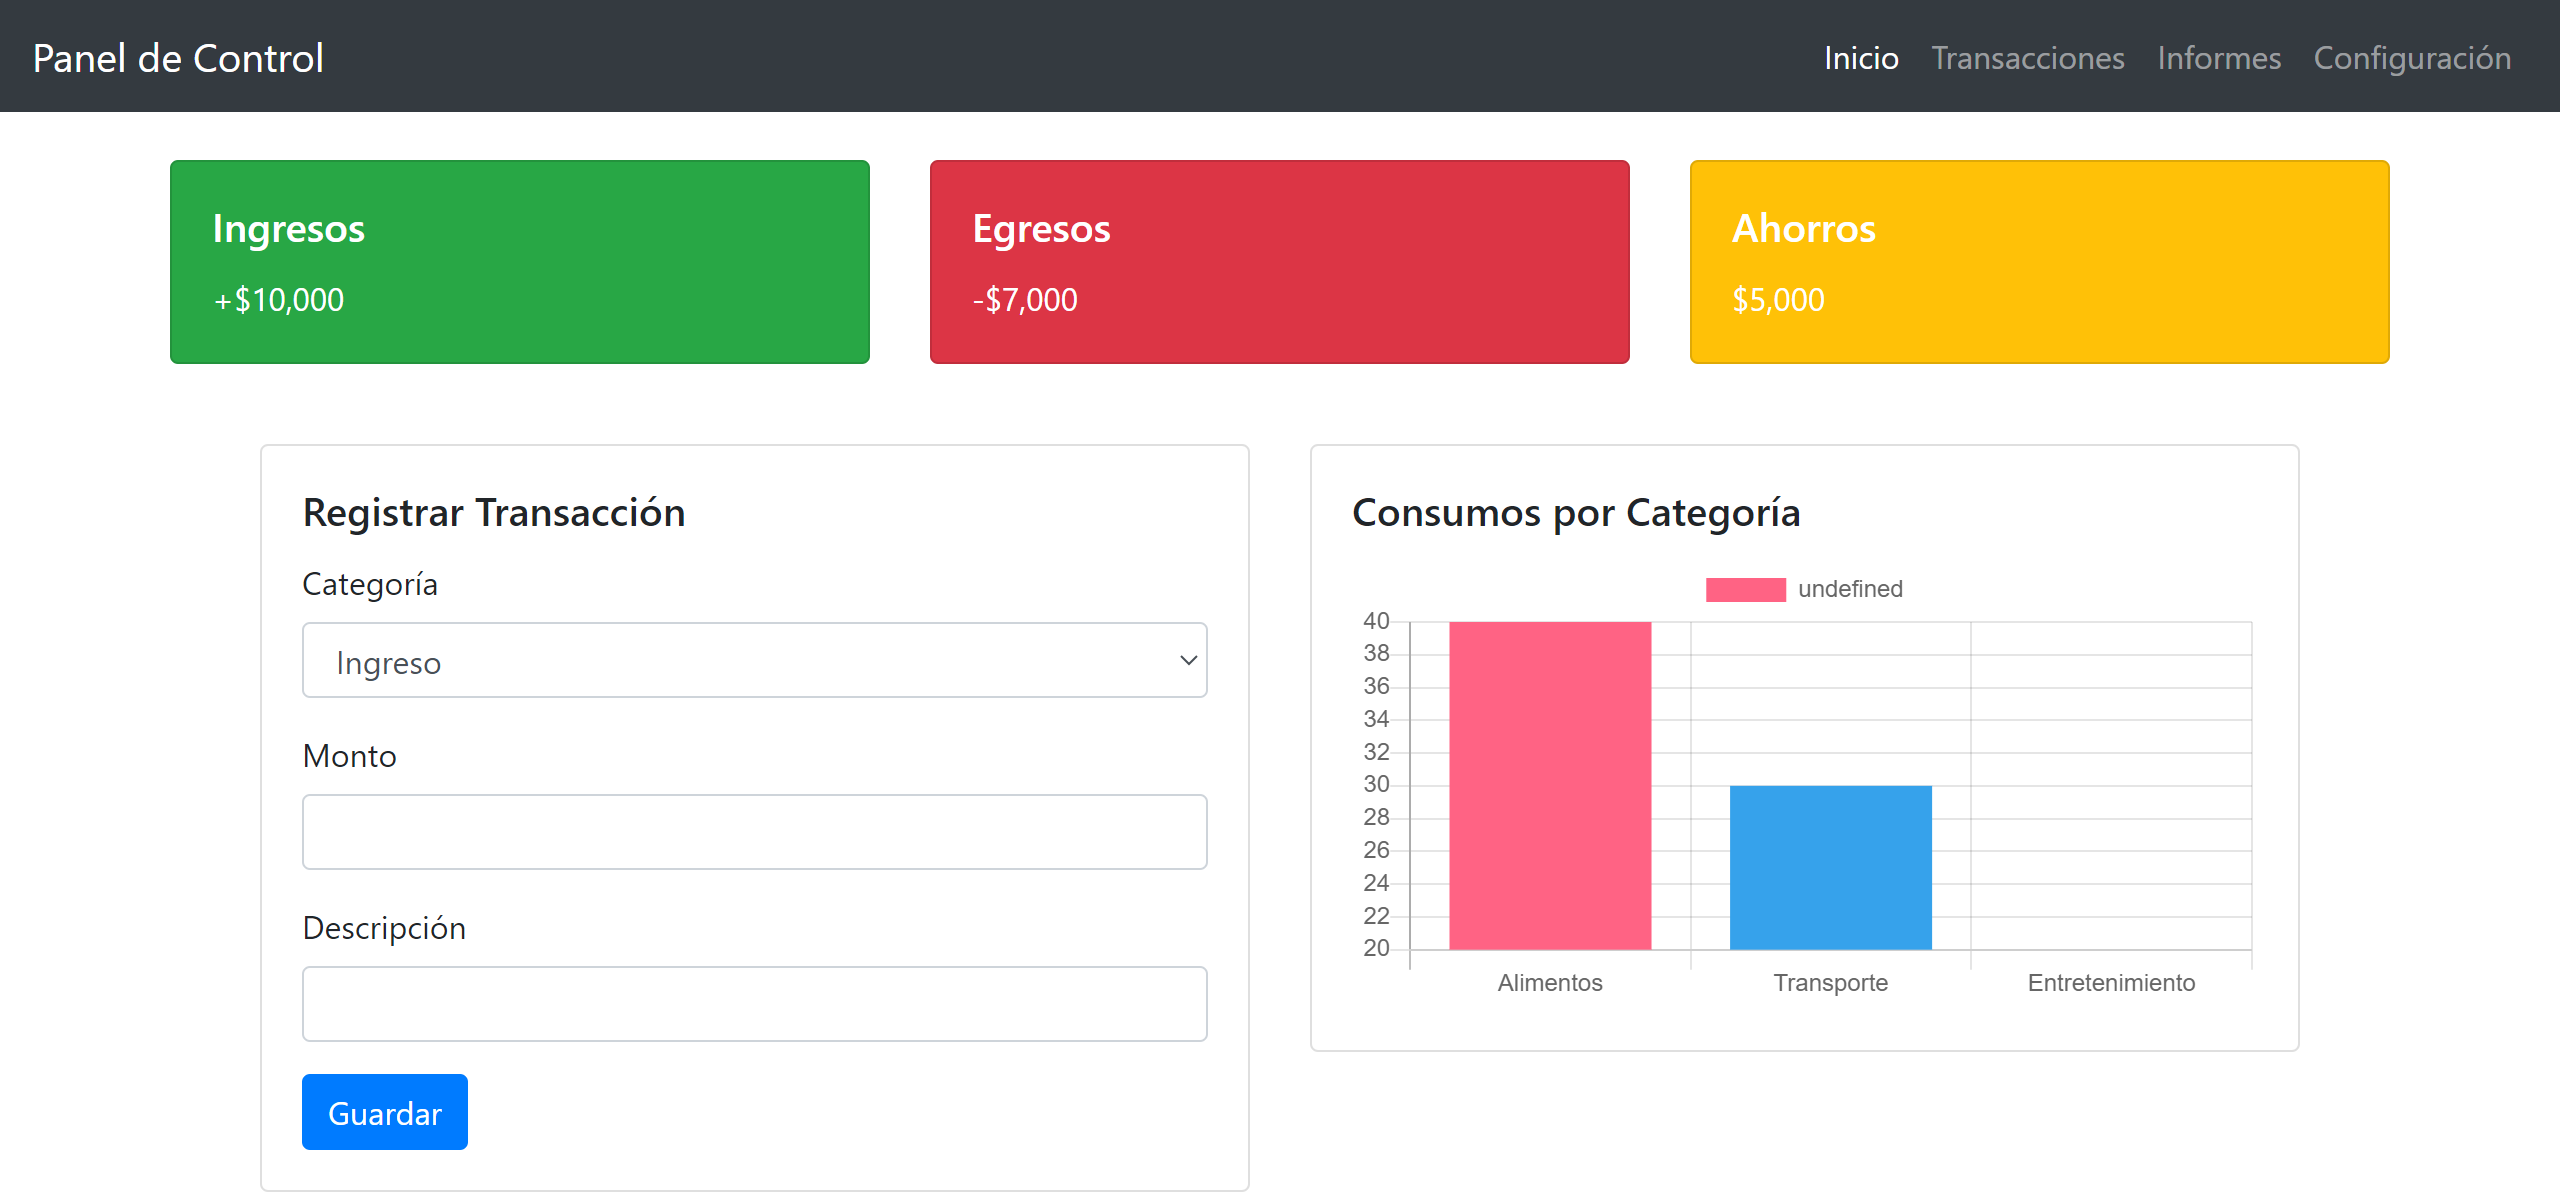 Panel de Control
Inicio Transacciones Informes Configuración
Ingresos
+$10,000
Egresos
-$7,000
Ahorros
$5,000
Registrar Transacción
Categoría
Ingreso
Monto
Descripción
Guardar
Consumos por Categoría
undefined
40
38
36
34
32
30
28
26
24
22
20
Alimentos Transporte Entretenimiento